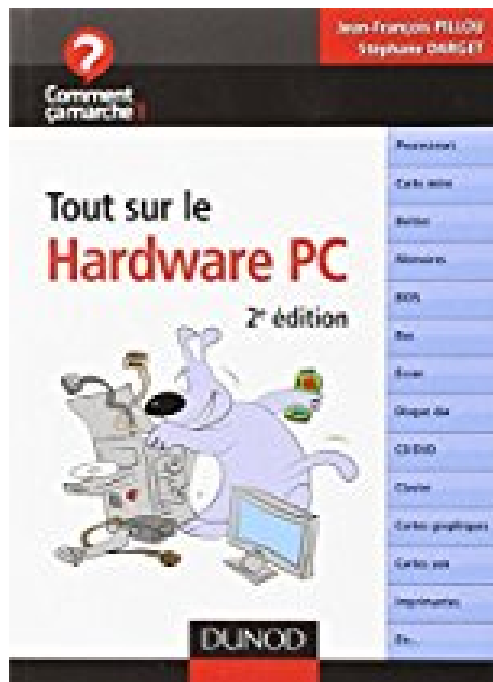 Jean-François PILLOU
Stéphane DARGET
?
Comment
ça marche !
Tout sur le
Hardware PC
2e édition
Processeurs
Carte mère
Boîtier
Mémoires
BIOS
Bus
Écran
Disque dur
CD DVD
Clavier
Cartes graphiques
Cartes son
Imprimantes
Etc.
DUNOD